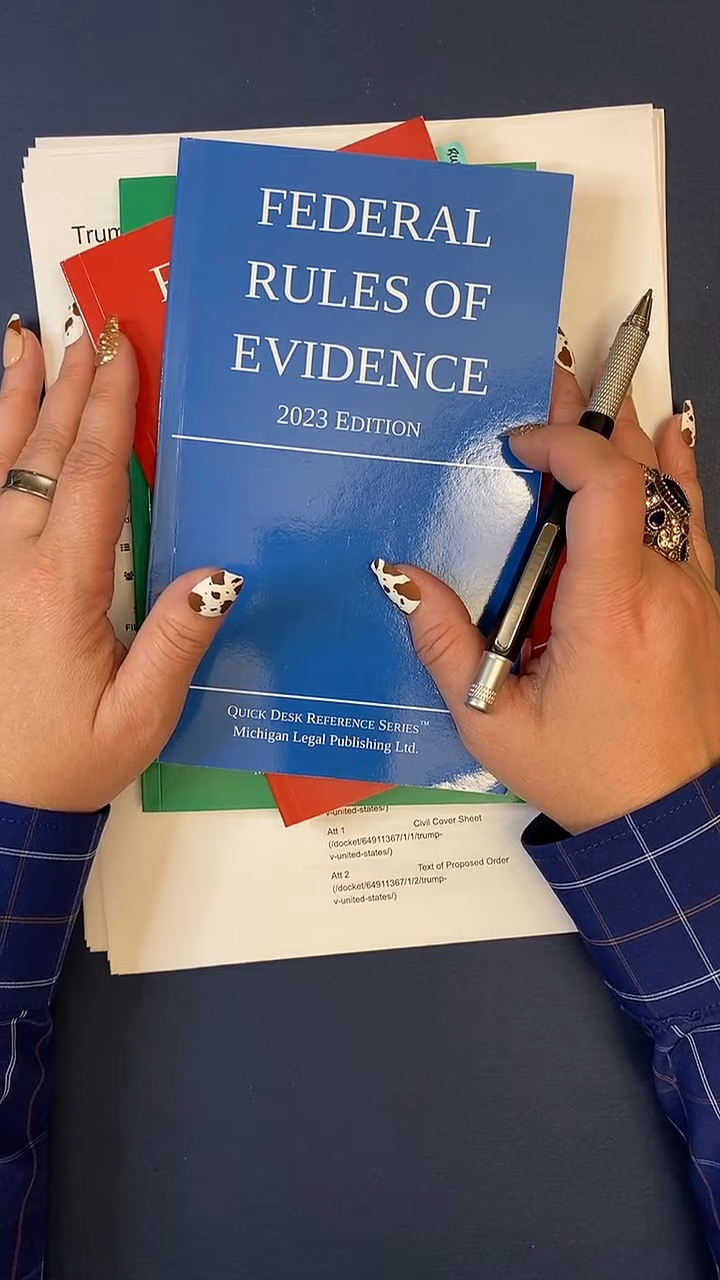 Trum
F
FEDERAL
RULES OF
EVIDENCE
2023 EDITION
QUICK DESK REFERENCE SERIES™
Michigan Legal Publishing Ltd.
v-united-states/)
Att 1 Civil Cover Sheet
(/docket/64911367/1/1/trump-
v-united-states/)
Att 2 Text of Proposed Order
(/docket/64911367/1/2/trump-
v-united-states/)